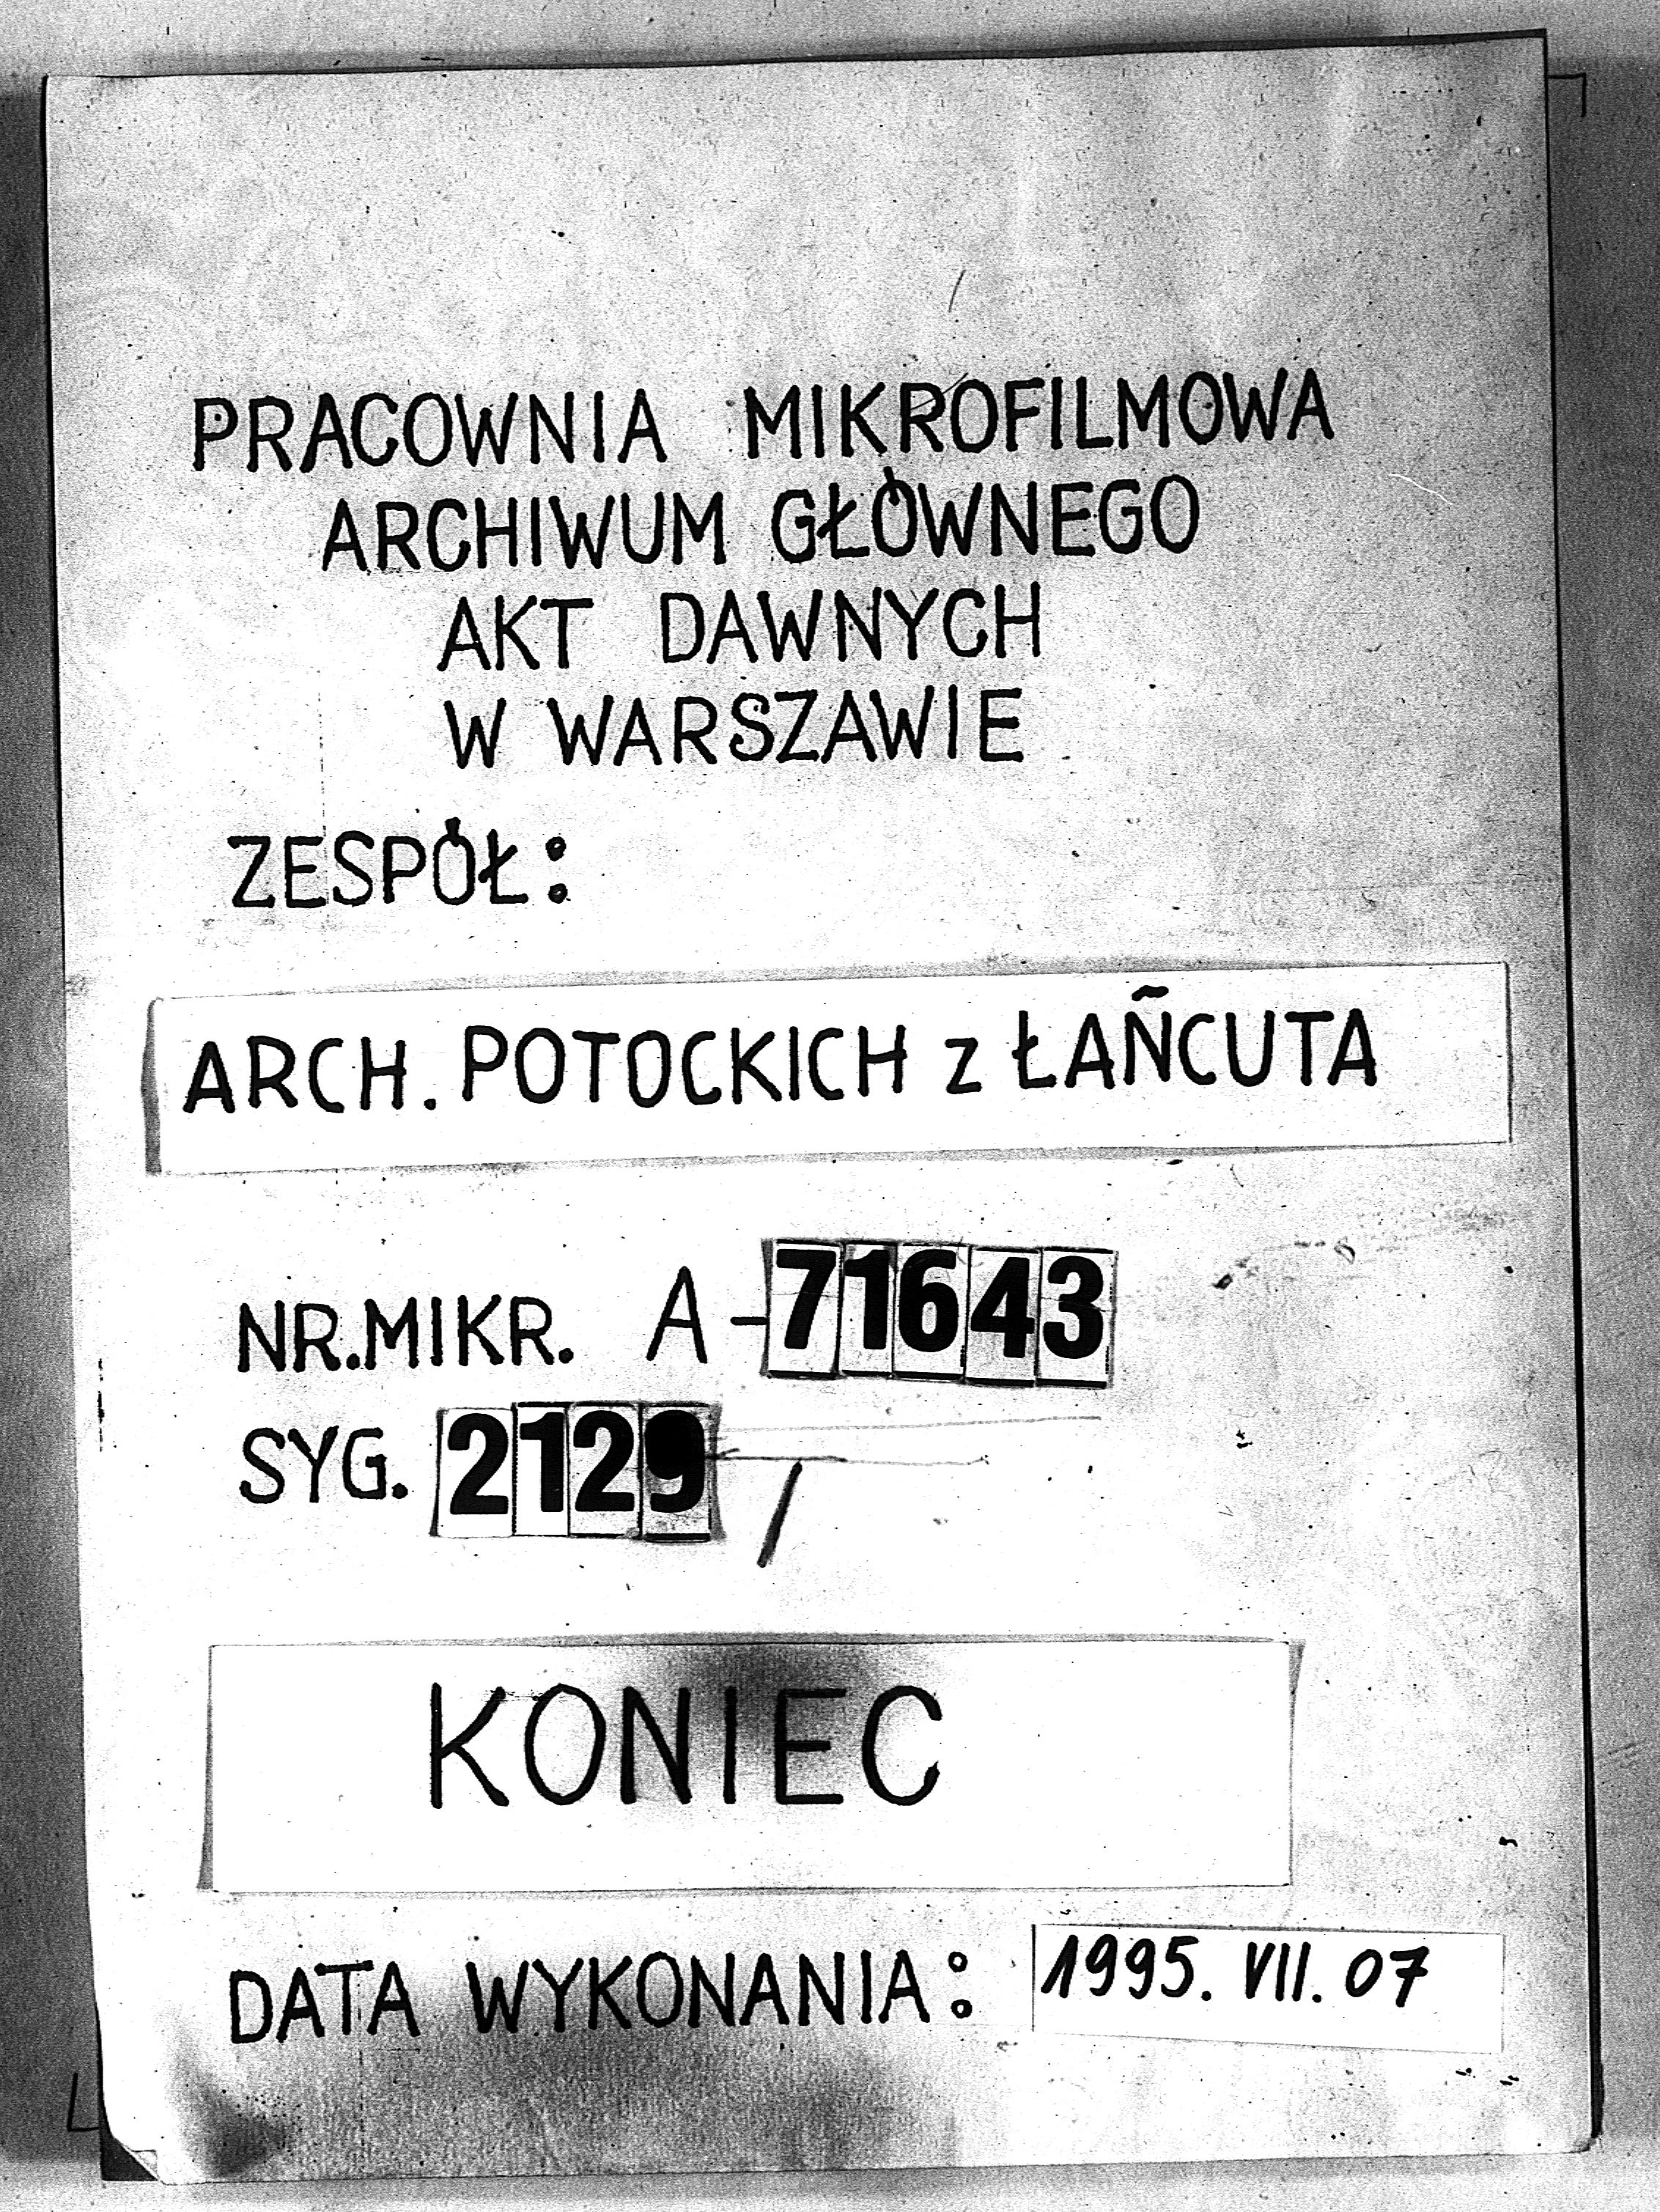 PRACOWNIA MIKROFILMOWA
ARCHIWUM GŁÓWNEGO
AKT DAWNYCH
W WARSZAWIE
ZESPÓŁ:
ARCH. POTOCKICH z ŁAŃCUTA
NR.MIKR. A-71643
SYG. 2129 /
KONIEC
DATA WYKONANIA: 1995. VII. 07